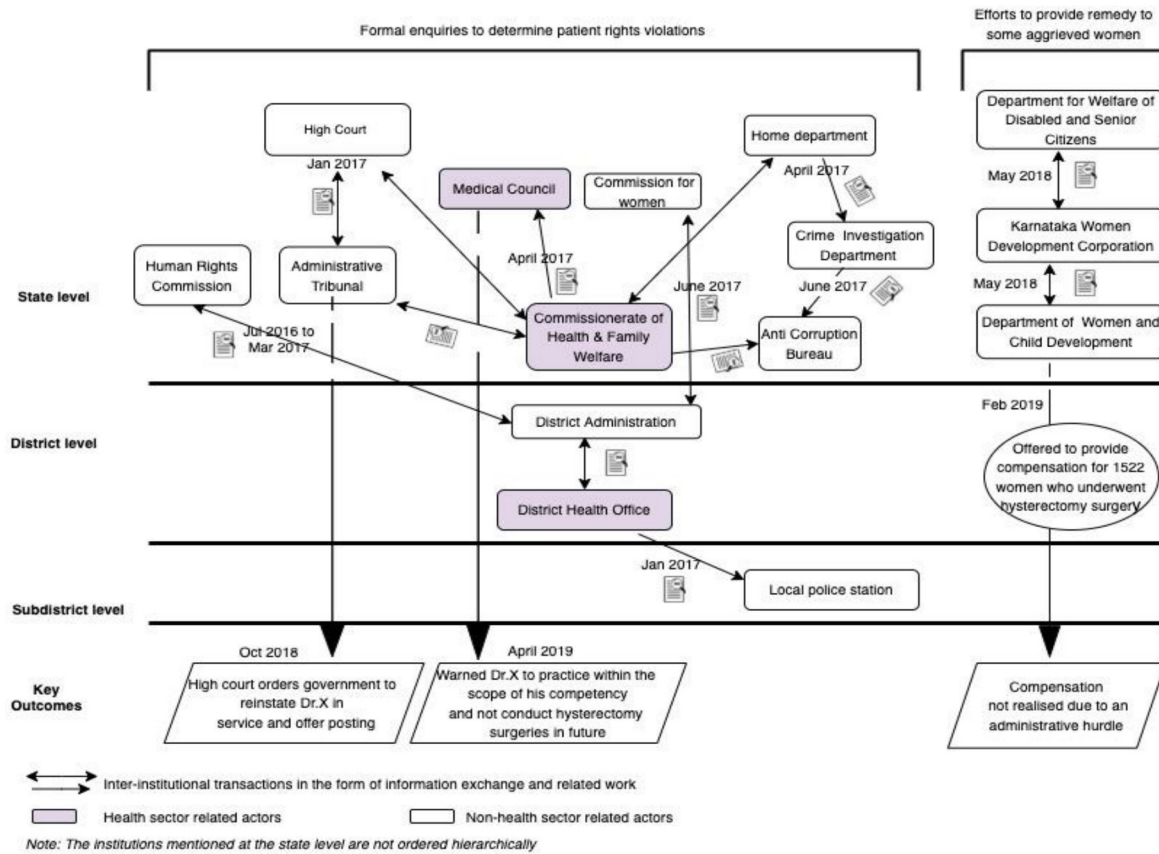 Formal enquiries to determine patient rights violations
Efforts to provide remedy to
some aggrieved women
High Court
Jan 2017
Medical Council
Commission for
women
Home department
April 2017
Department for Welfare of
Disabled and Senior
Citizens
May 2018
Human Rights
Commission
Administrative
Tribunal
April 2017
Crime Investigation
Department
Karnataka Women
Development Corporation
State level
Jul 2016 to
Mar 2017
Commissionerate of
Health & Family
Welfare
June 2017
June 2017
Anti Corruption
Bureau
May 2018
Department of Women and
Child Development
District level
District Administration
District Health Office
Feb 2019
Offered to provide
compensation for 1522
women who underwent
hysterectomy surgery
Subdistrict level
Jan 2017
Local police station
Key
Outcomes
Oct 2018
High court orders government to
reinstate Dr.X in
service and offer posting
April 2019
Warned Dr.X to practice within the
scope of his competency
and not conduct hysterectomy
surgeries in future
Compensation
not realised due to an
administrative hurdle
Inter-institutional transactions in the form of information exchange and related work
Health sector related actors
Non-health sector related actors
Note: The institutions mentioned at the state level are not ordered hierarchically